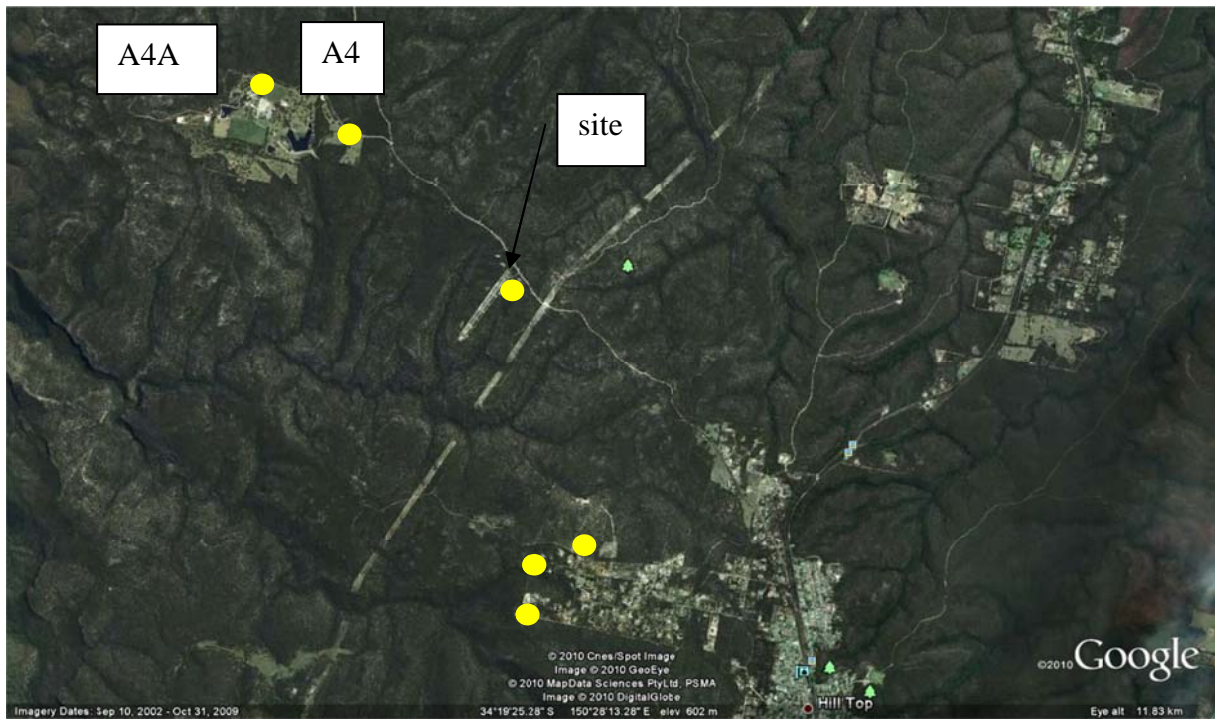 A4A
A4
site
© 2010 Cnes/Spot Image
Image © 2010 GeoEye
© 2010 MapData Sciences PtyLtd, PSMA
Image © 2010 DigitalGlobe
©2010 Google
Hill Top
Imagery Dates: Sep 10, 2002 - Oct 31, 2009
34°19'25.28" S 150°28'13.28" E elev 602 m
Eye alt 11.83 km